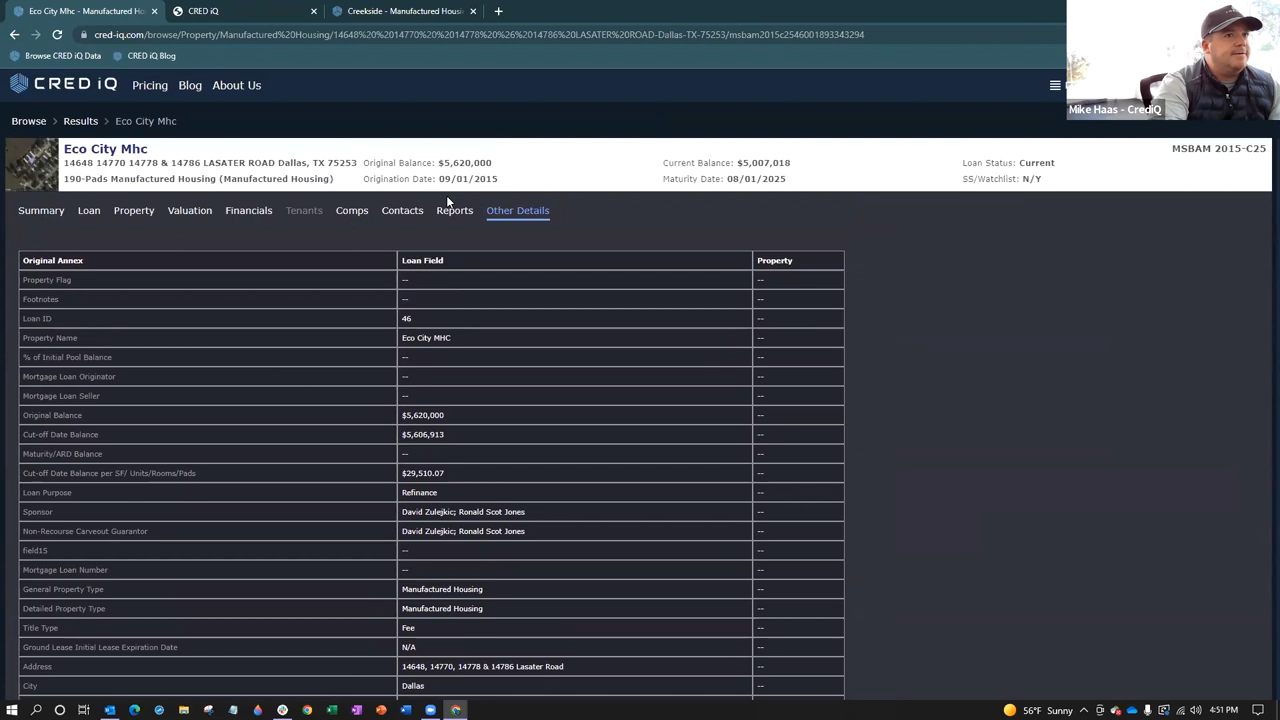 Eco City Mhc - Manufactured Ho
CRED iQ
Creekside - Manufactured Housi
cred-iq.com/browse/Property/Manufactured%20Housing/14648%20%2014770%20%2014778%20%26%2014786%20LASATER%20ROAD-Dallas-TX-75253/msbam2015c2546001893343294
Browse CRED iQ Data
CRED iQ Blog
CRED iQ Pricing Blog About Us
Mike Haas - CrediQ
Browse > Results > Eco City Mhc
Eco City Mhc
MSBAM 2015-C25
14648 14770 14778 & 14786 LASATER ROAD Dallas, TX 75253 Original Balance: $5,620,000 Current Balance: $5,007,018 Loan Status: Current
190-Pads Manufactured Housing (Manufactured Housing) Origination Date: 09/01/2015 Maturity Date: 08/01/2025 SS/Watchlist: N/Y
Summary Loan Property Valuation Financials Tenants Comps Contacts Reports Other Details
Original Annex Loan Field Property
Property Flag -- --
Footnotes -- --
Loan ID 46 --
Property Name Eco City MHC --
% of Initial Pool Balance -- --
Mortgage Loan Originator -- --
Mortgage Loan Seller -- --
Original Balance $5,620,000 --
Cut-off Date Balance $5,606,913 --
Maturity/ARD Balance -- --
Cut-off Date Balance per SF/ Units/Rooms/Pads $29,510.07 --
Loan Purpose Refinance --
Sponsor David Zulejkic; Ronald Scot Jones --
Non-Recourse Carveout Guarantor David Zulejkic; Ronald Scot Jones --
field15 -- --
Mortgage Loan Number -- --
General Property Type Manufactured Housing --
Detailed Property Type Manufactured Housing --
Title Type Fee --
Ground Lease Initial Lease Expiration Date N/A --
Address 14648, 14770, 14778 & 14786 Lasater Road --
City Dallas --
56°F Sunny 4:51 PM